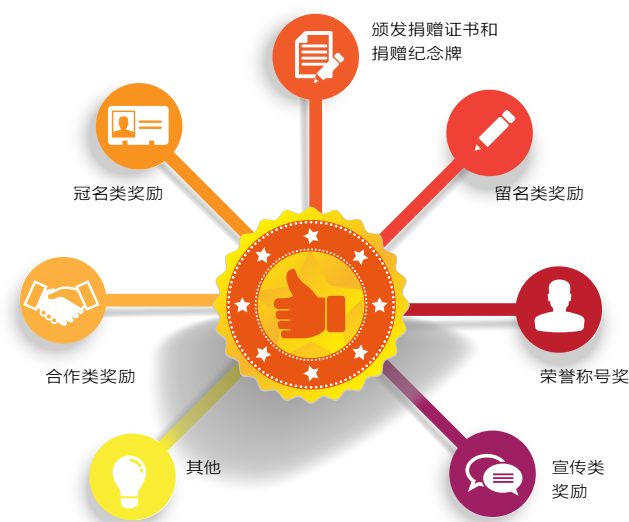 颁发捐赠证书和
捐赠纪念牌
冠名类奖励
留名类奖励
合作类奖励
荣誉称号奖
其他
宣传类
奖励